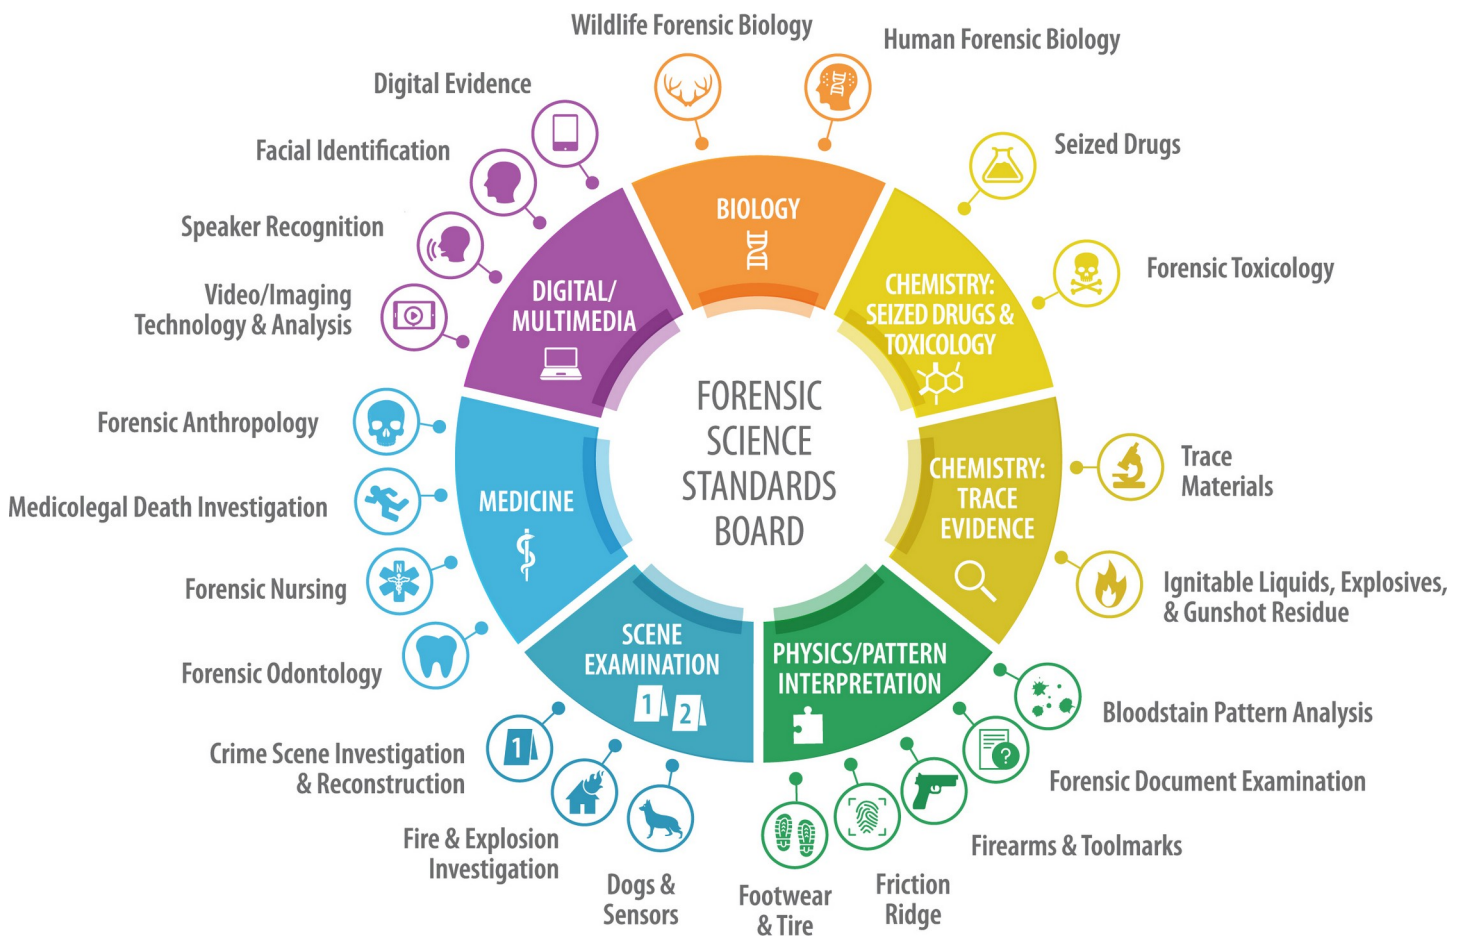 Wildlife Forensic Biology
Human Forensic Biology
Digital Evidence
Facial Identification
Speaker Recognition
Video/Imaging
Technology & Analysis
Seized Drugs
Forensic Toxicology
BIOLOGY
DIGITAL/
MULTIMEDIA
CHEMISTRY:
SEIZED DRUGS &
TOXICOLOGY
FORENSIC
SCIENCE
STANDARDS
BOARD
Forensic Anthropology
Medicolegal Death Investigation
Forensic Nursing
N
Forensic Odontology
MEDICINE
CHEMISTRY:
TRACE
EVIDENCE
Trace
Materials
Ignitable Liquids, Explosives,
& Gunshot Residue
SCENE
EXAMINATION
1 2
PHYSICS/PATTERN
INTERPRETATION
Crime Scene Investigation
& Reconstruction
1
Fire & Explosion
Investigation
Dogs &
Sensors
Footwear
& Tire
Friction
Ridge
Firearms & Toolmarks
?
Forensic Document Examination
Bloodstain Pattern Analysis